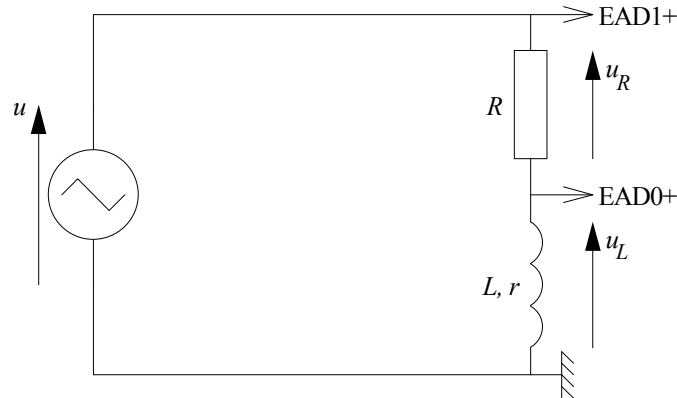 EAD1+
u
R
u_R
EAD0+
L, r
u_L